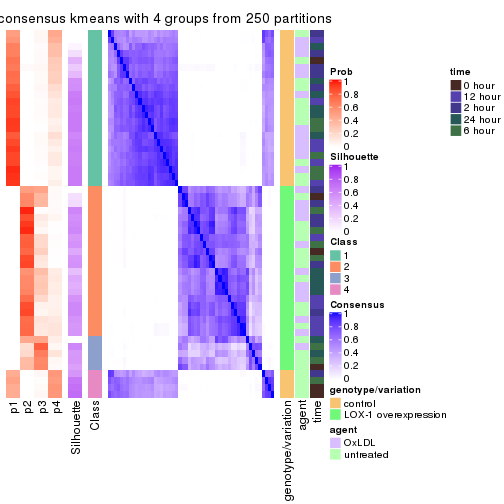 consensus kmeans with 4 groups from 250 partitions
Prob
1
0.8
0.6
0.4
0.2
0
Silhouette
1
0.8
0.6
0.4
0.2
0
Class
1
2
3
4
Consensus
1
0.8
0.6
0.4
0.2
0
genotype/variation
control
LOX-1 overexpression
agent
OxLDL
untreated
time
0 hour
12 hour
2 hour
24 hour
6 hour
p1
p2
p3
p4
Silhouette
Class
genotype/variation
agent
time